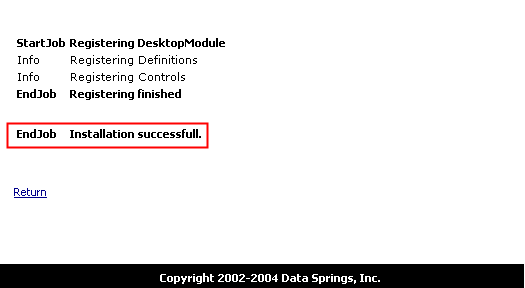 StartJob Registering DesktopModule
Info Registering Definitions
Info Registering Controls
EndJob Registering finished
EndJob Installation successfull.
Return
Copyright 2002-2004 Data Springs, Inc.